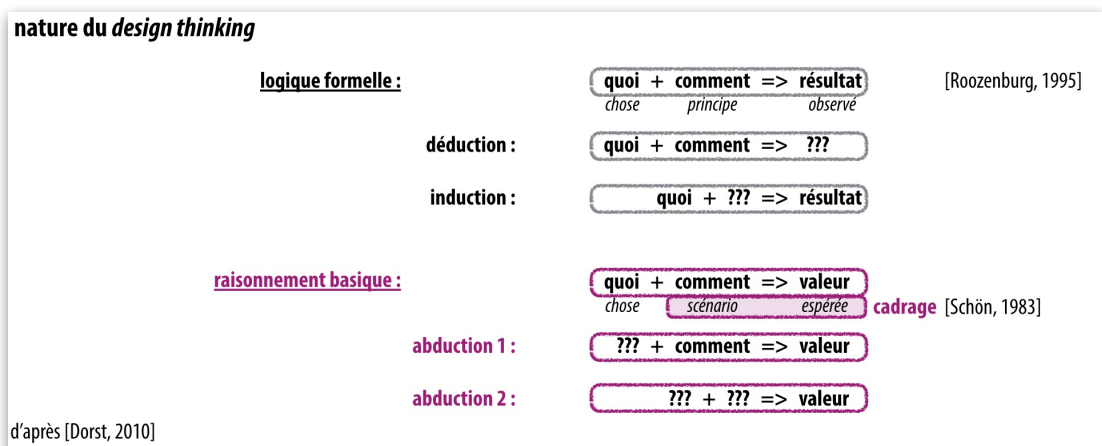 nature du design thinking
logique formelle : quoi + comment => résultat [Roozenburg, 1995]
chose principe observé
déduction : quoi + comment => ???
induction : quoi + ??? => résultat
raisonnement basique : quoi + comment => valeur
chose scénario espérée cadrage [Schön, 1983]
abduction 1 : ??? + comment => valeur
abduction 2 : ??? + ??? => valeur
d'après [Dorst, 2010]